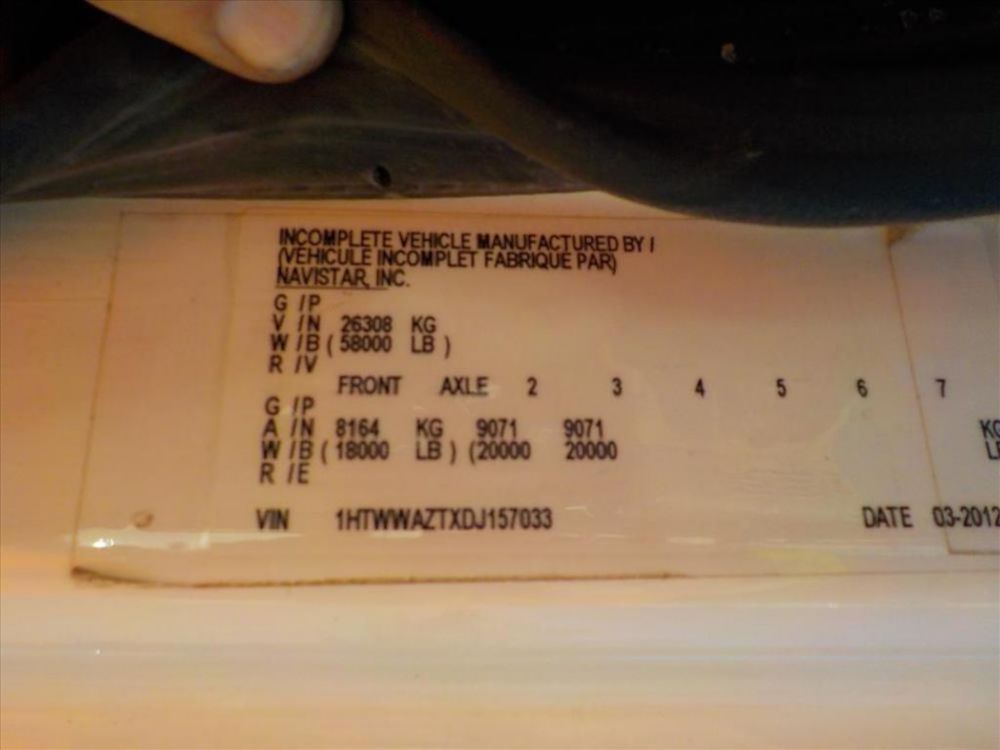 INCOMPLETE VEHICLE MANUFACTURED BY /
(VEHICULE INCOMPLET FABRIQUE PAR)
NAVISTAR, INC.
G /P
V /N 26308 KG
W /B ( 58000 LB )
R /V
FRONT AXLE 2 3 4 5 6 7
G /P
A /N 8164 KG 9071 9071 KG
W /B ( 18000 LB ) (20000 20000
R /E
VIN 1HTWWAZTXDJ157033 DATE 03-2012